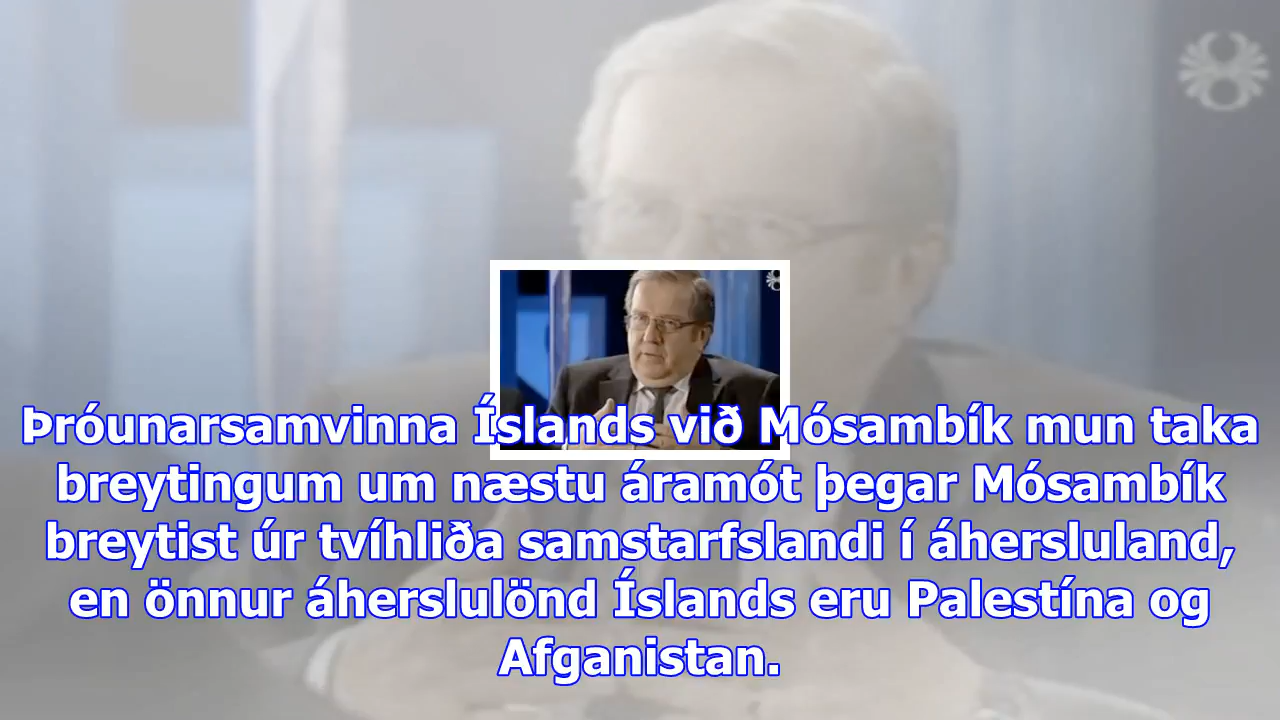 Þróunarsamvinna Íslands við Mósambík mun taka
breytingum um næstu áramót þegar Mósambík
breytist úr tvíhliða samstarfslandi í áhersluland,
en önnur áherslulönd Íslands eru Palestína og
Afganistan.